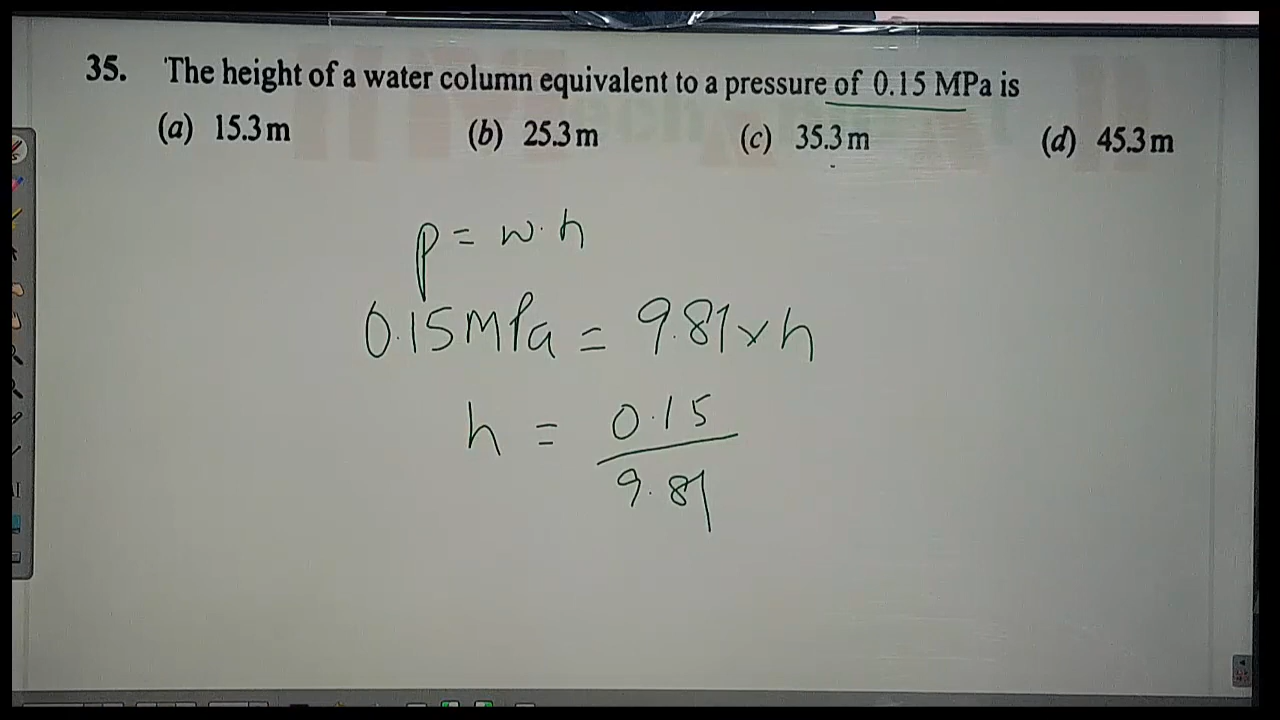 35. The height of a water column equivalent to a pressure of 0.15 MPa is
(a) 15.3 m (b) 25.3 m (c) 35.3 m (d) 45.3 m
p = w. h
0.15 MPa = 9.81 x h
h = 0.15
9.81